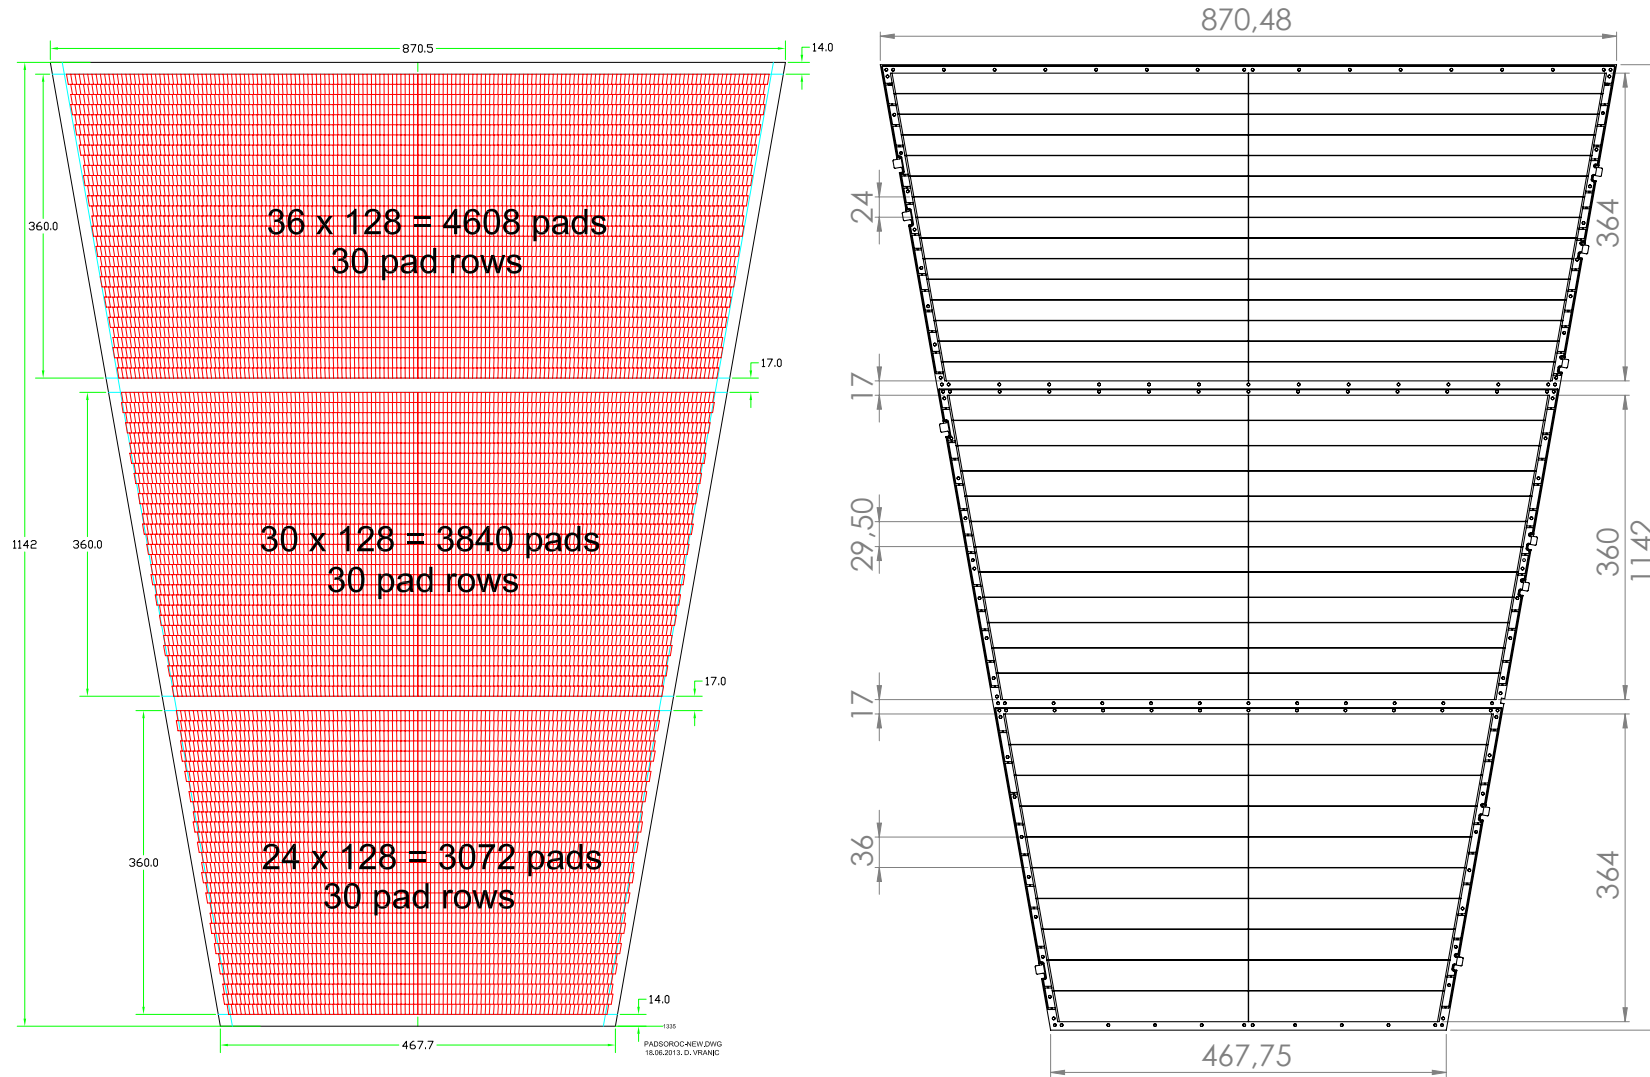 870.5
14.0
360.0
36 x 128 = 4608 pads
30 pad rows
17.0
1142
360.0
30 x 128 = 3840 pads
30 pad rows
17.0
360.0
24 x 128 = 3072 pads
30 pad rows
14.0
1335
467.7
PADSOROC-NEW.DWG
18.06.2013. D. VRANIC
870,48
24
364
17
29,50
360
1142
17
36
364
467,75